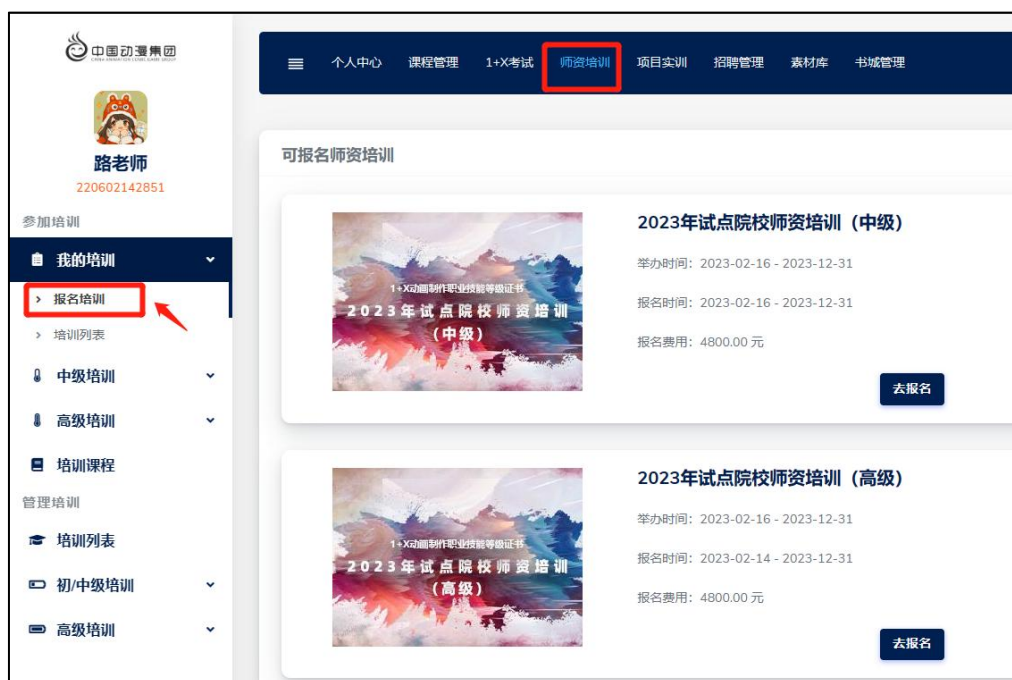 中国动漫集团
个人中心 课程管理 1+X考试 师资培训 项目实训 招聘管理 素材库 书城管理
路老师
220602142851
参加培训
我的培训
报名培训
培训列表
中级培训
高级培训
培训课程
管理培训
培训列表
初/中级培训
高级培训
可报名师资培训
1+X动画制作职业技能等级证书
2023年试点院校师资培训
(中级)
2023年试点院校师资培训（中级）
举办时间：2023-02-16 - 2023-12-31
报名时间：2023-02-16 - 2023-12-31
报名费用：4800.00 元
去报名
1+X动画制作职业技能等级证书
2023年试点院校师资培训
(高级)
2023年试点院校师资培训（高级）
举办时间：2023-02-16 - 2023-12-31
报名时间：2023-02-14 - 2023-12-31
报名费用：4800.00 元
去报名